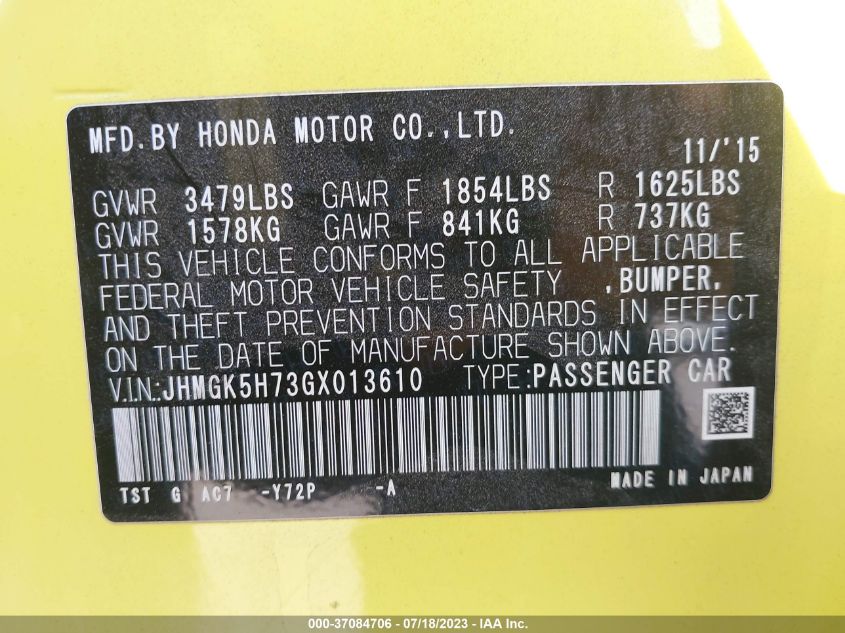 MFD.BY HONDA MOTOR CO.,LTD.
11/'15
GVWR 3479LBS GAWR F 1854LBS R 1625LBS
GVWR 1578KG GAWR F 841KG R 737KG
THIS VEHICLE CONFORMS TO ALL APPLICABLE
FEDERAL MOTOR VEHICLE SAFETY ,BUMPER,
AND THEFT PREVENTION STANDARDS IN EFFECT
ON THE DATE OF MANUFACTURE SHOWN ABOVE.
V.I.N.:JHMGK5H73GX013610 TYPE:PASSENGER CAR
TST G AC7 -Y72P -A MADE IN JAPAN
000-37084706 - 07/18/2023 - IAA Inc.